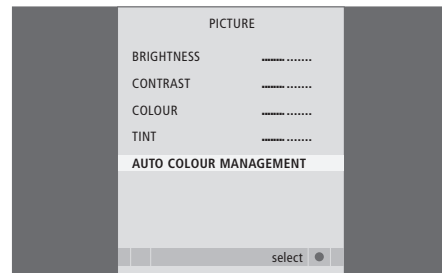 PICTURE
BRIGHTNESS ...............
CONTRAST ...............
COLOUR ...............
TINT ...............
AUTO COLOUR MANAGEMENT
select